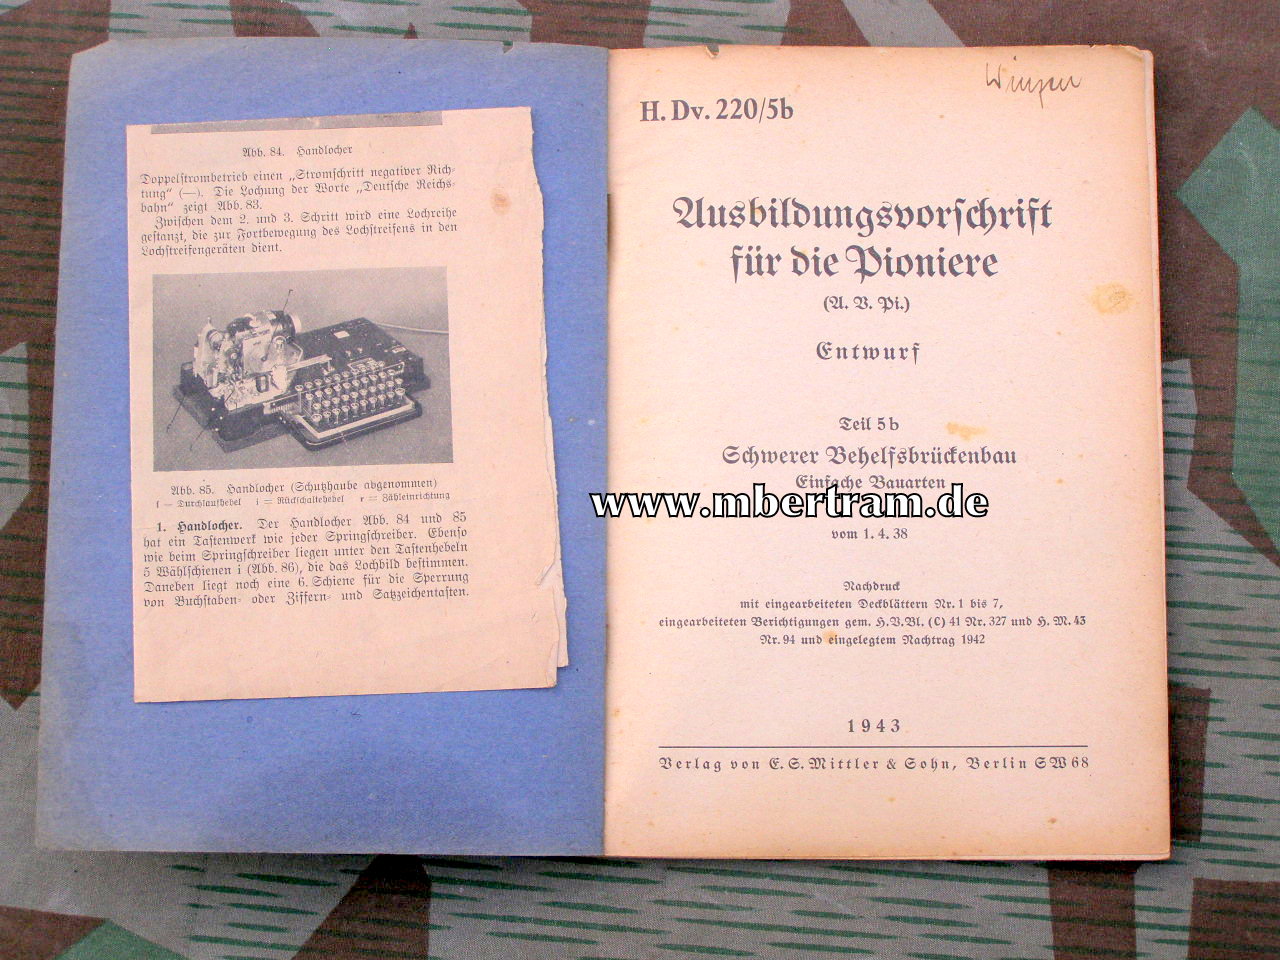 Abb. 84. Handlocher
Doppelstrombetrieb einen „Stromschritt negativer Rich-
tung“ (—). Die Lochung der Worte „Deutsche Reichs-
bahn“ zeigt Abb. 83.
Zwischen dem 2. und 3. Schritt wird eine Lochreihe
gestanzt, die zur Fortbewegung des Lochstreifens in den
Lochstreifengeräten dient.
Abb. 85. Handlocher (Schutzhaube abgenommen)
f = Durchlaufhebel i = Rückschaltehebel r = Zähleinrichtung
1. Handlocher. Der Handlocher Abb. 84 und 85
hat ein Tastenwerk wie jeder Springschreiber. Ebenso
wie beim Springschreiber liegen unter den Tastenhebeln
5 Wählschienen i (Abb. 86), die das Lochbild bestimmen.
Daneben liegt noch eine 6. Schiene für die Sperrung
von Buchstaben- oder Ziffern- und Satzzeichentasten.
H. Dv. 220/5b
Ausbildungsvorschrift
für die Pioniere
(A. V. Pi.)
Entwurf
Teil 5b
Schwerer Behelfsbrückenbau
Einfache Bauarten
www.mbertram.de
vom 1. 4. 38
Nachdruck
mit eingearbeiteten Deckblättern Nr. 1 bis 7,
eingearbeiteten Berichtigungen gem. H.V.Bl. (C) 41 Nr. 327 und H. M. 43
Nr. 94 und eingelegtem Nachtrag 1942
1943
Verlag von E. S. Mittler & Sohn, Berlin SW 68